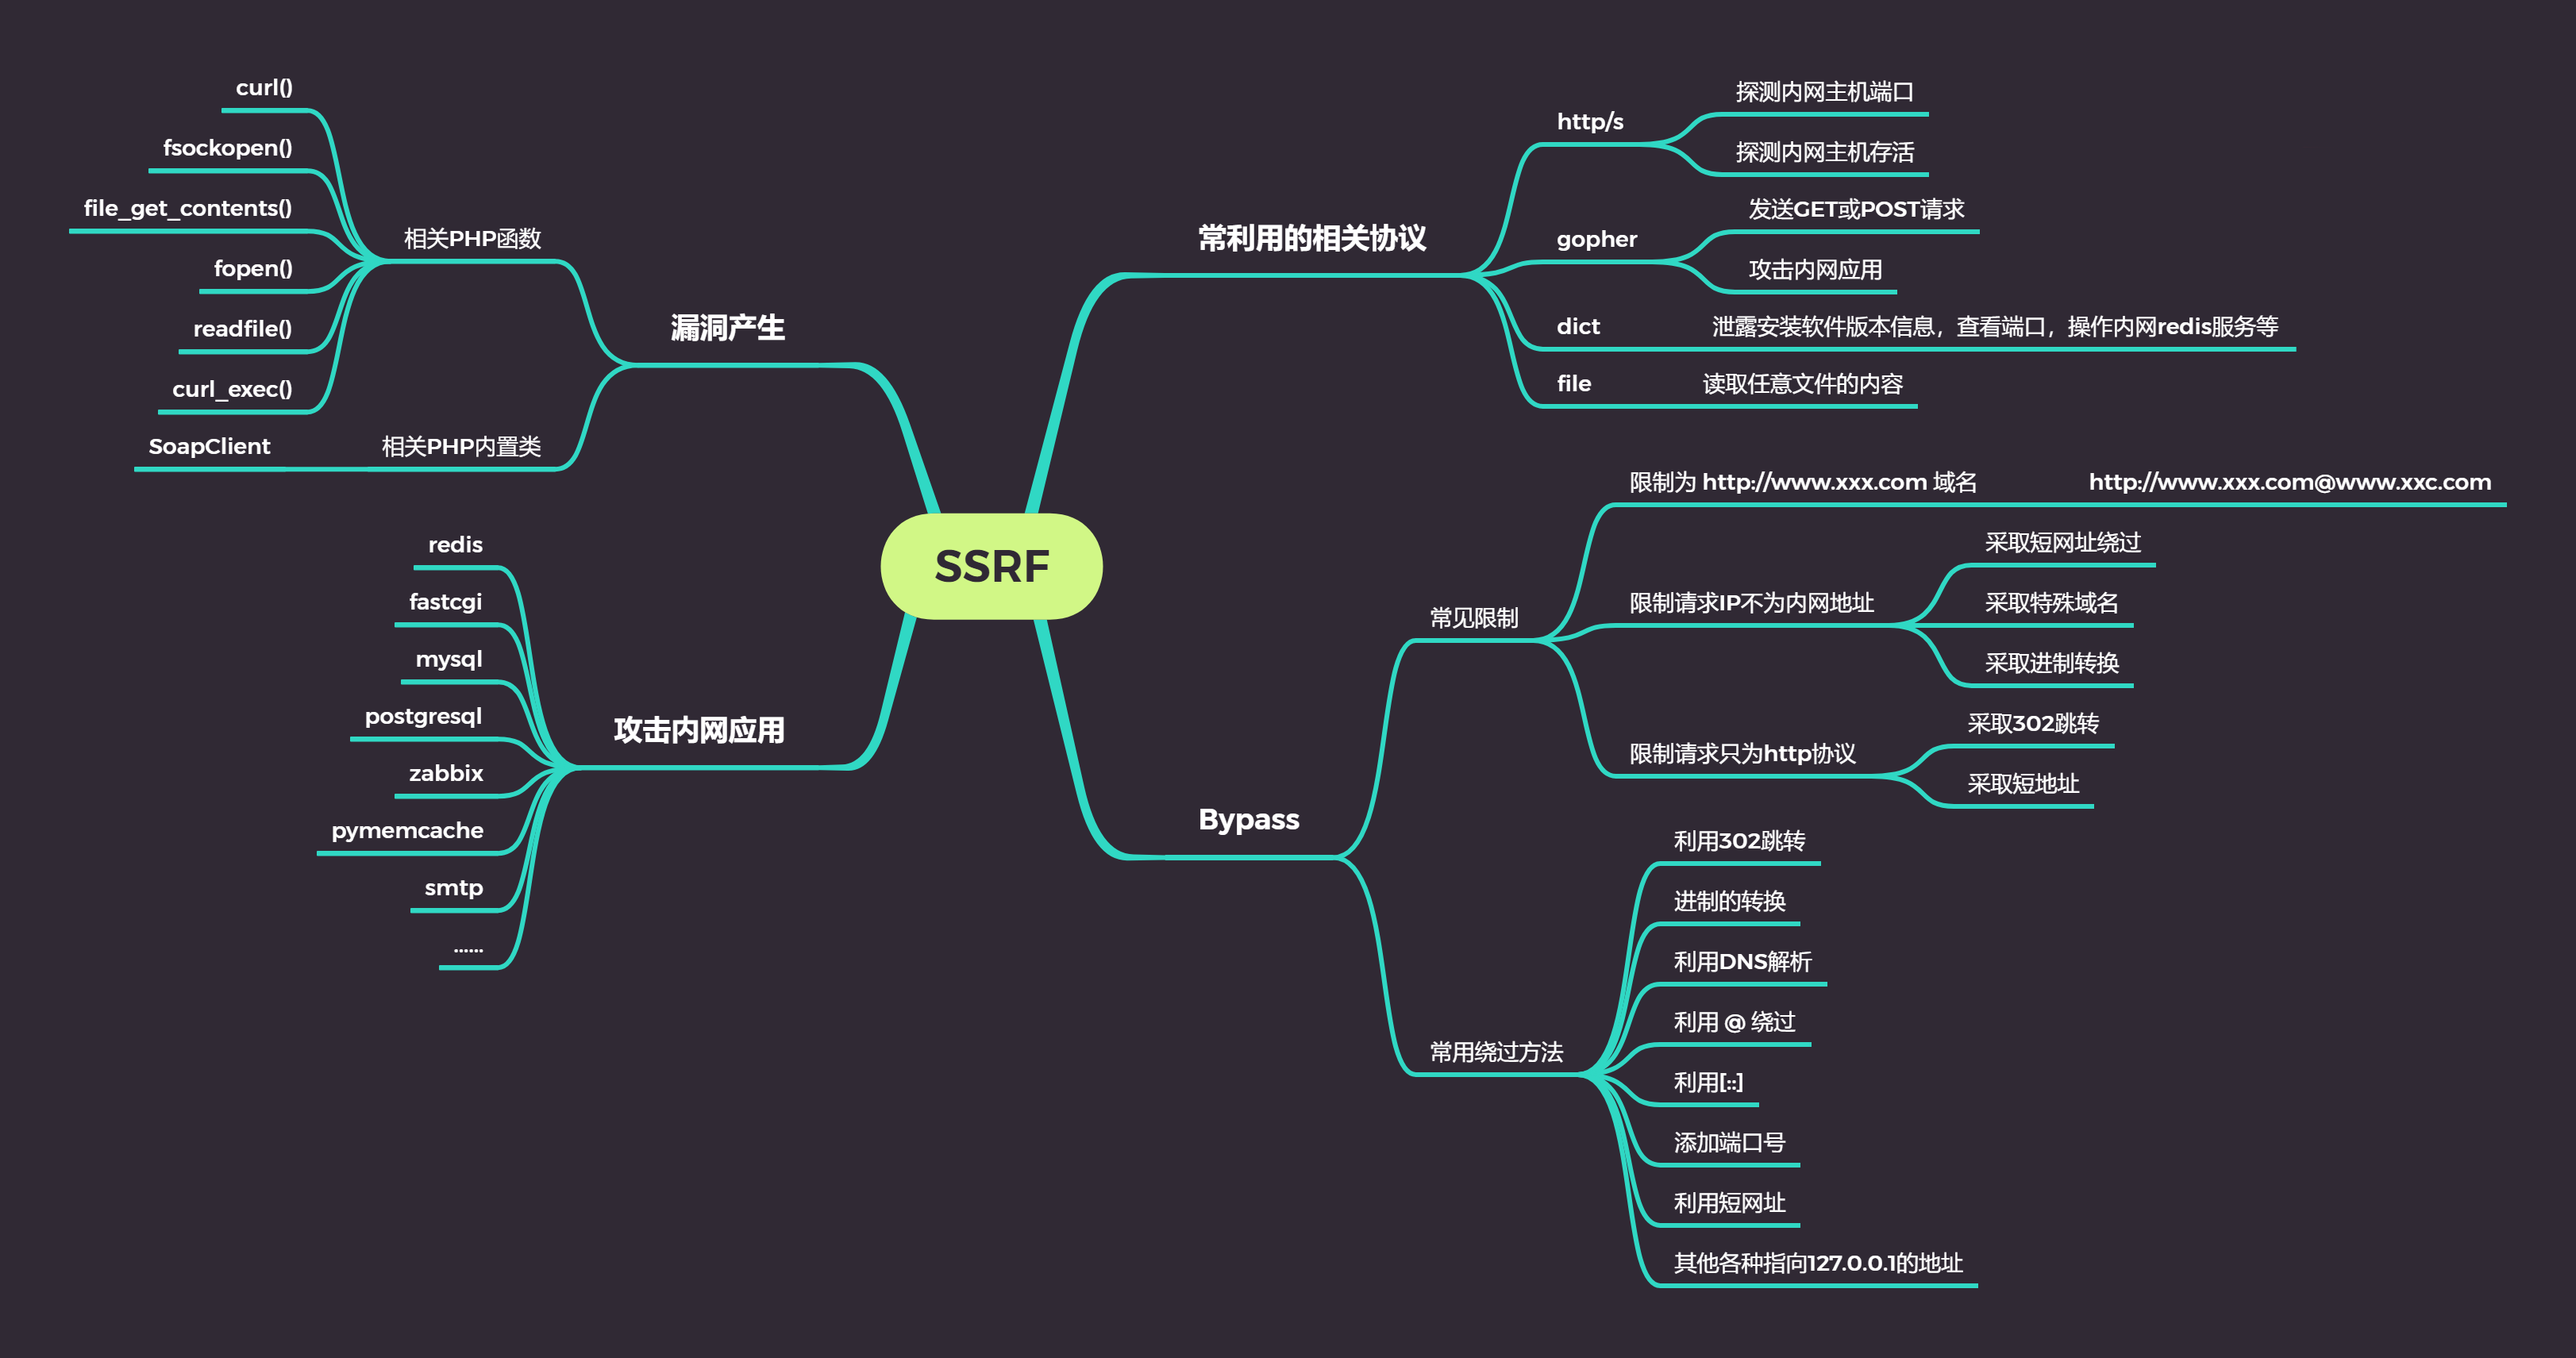 SSRF
漏洞产生
相关PHP函数
curl()
fsockopen()
file_get_contents()
fopen()
readfile()
curl_exec()
相关PHP内置类
SoapClient
攻击内网应用
redis
fastcgi
mysql
postgresql
zabbix
pymemcache
smtp
......
常利用的相关协议
http/s
探测内网主机端口
探测内网主机存活
gopher
发送GET或POST请求
攻击内网应用
dict
泄露安装软件版本信息，查看端口，操作内网redis服务等
file
读取任意文件的内容
Bypass
常见限制
限制为 http://www.xxx.com 域名
http://www.xxx.com@www.xxc.com
限制请求IP不为内网地址
采取短网址绕过
采取特殊域名
采取进制转换
限制请求只为http协议
采取302跳转
采取短地址
常用绕过方法
利用302跳转
进制的转换
利用DNS解析
利用 @ 绕过
利用[::]
添加端口号
利用短网址
其他各种指向127.0.0.1的地址